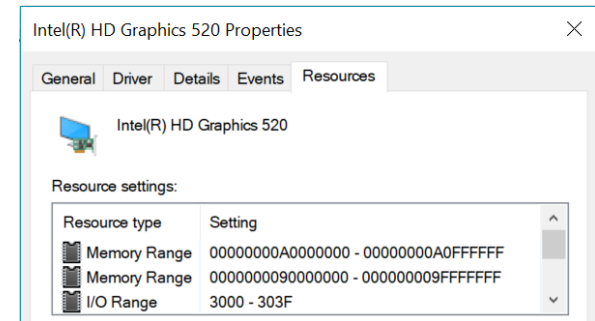 Intel(R) HD Graphics 520 Properties
General Driver Details Events Resources
Intel(R) HD Graphics 520
Resource settings:
Resource type Setting
Memory Range 00000000A0000000 - 00000000A0FFFFFF
Memory Range 0000000090000000 - 000000009FFFFFFF
I/O Range 3000 - 303F